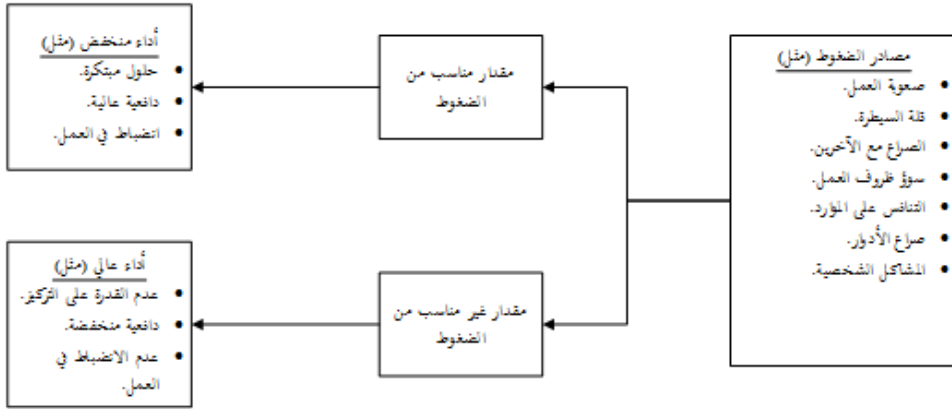 مصادر الضغوط (مثل)
• صعوبة العمل.
• قلة السيطرة.
• الصراع مع الآخرين.
• سوؤ ظروف العمل.
• التنافس على الموارد.
• صراع الأدوار.
• المشاكل الشخصية.
مقدار مناسب من
الضغوط
أداء منخفض (مثل)
• حلول مبتكرة.
• دافعية عالية.
• انضباط في العمل.
مقدار غير مناسب من
الضغوط
أداء عالي (مثل)
• عدم القدرة على التركيز.
• دافعية منخفضة.
• عدم الانضباط في
العمل.